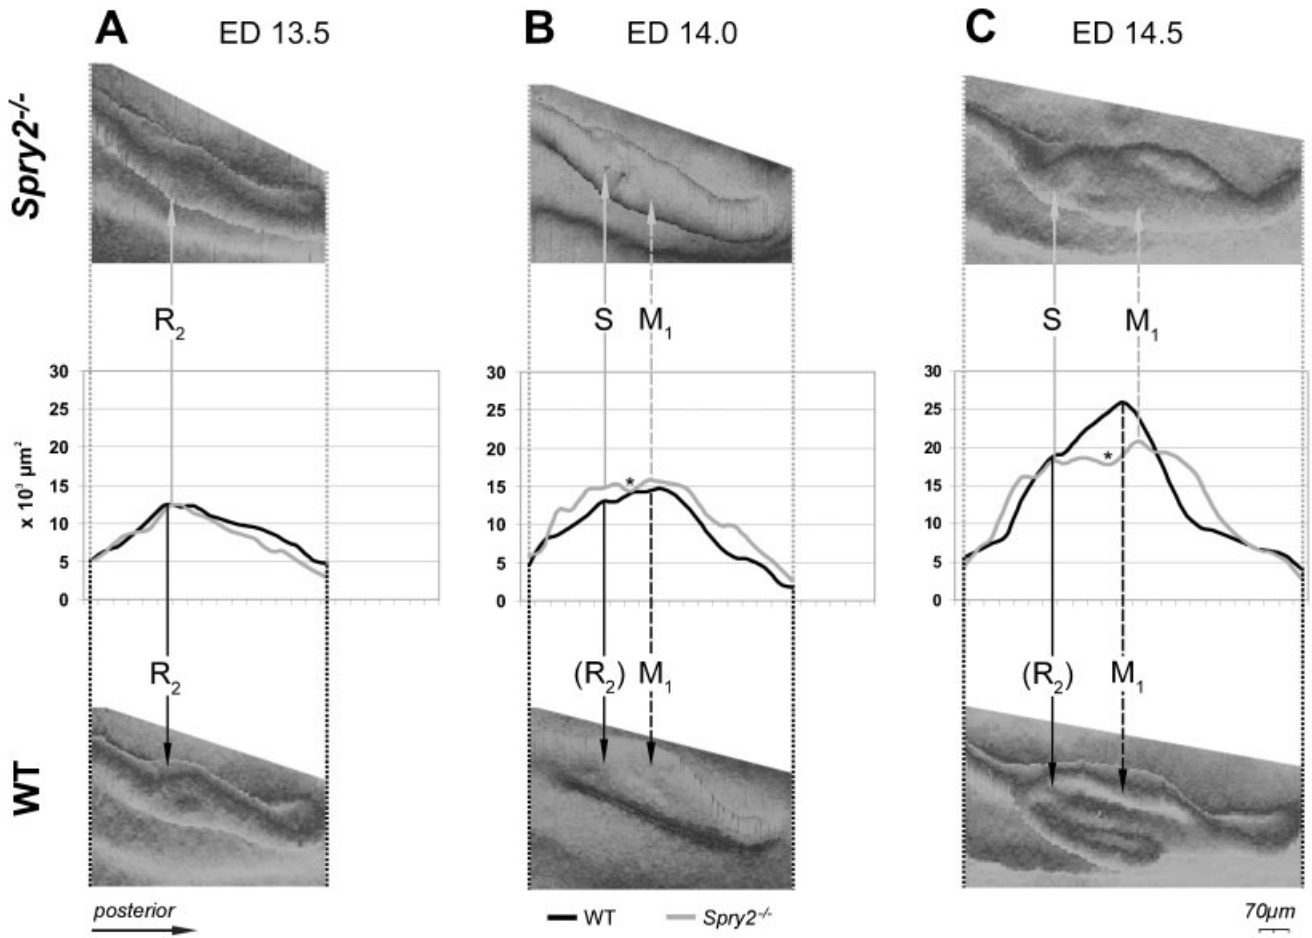 A ED 13.5
B ED 14.0
C ED 14.5
Spry2-/-
R2
S M1
S M1
x 10³ µm²
30
25
20
15
10
5
0
30
25
20
15
10
5
0
30
25
20
15
10
5
0
*
*
R2
(R2) M1
(R2) M1
WT
posterior
WT Spry2-/-
70µm